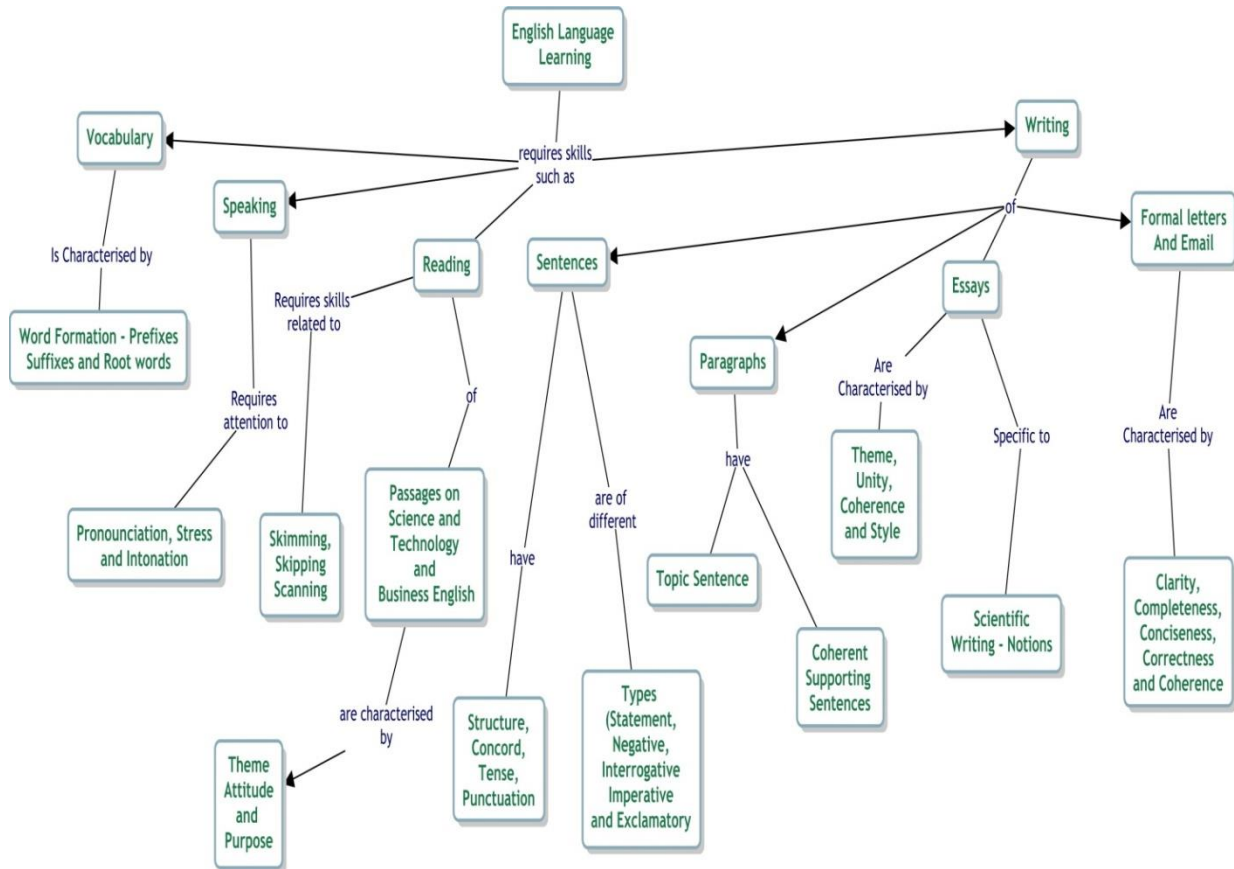 English Language
Learning
Vocabulary
Writing
requires skills
such as
Speaking
of
Formal letters
And Email
Is Characterised by
Reading
Sentences
Essays
Requires skills
related to
Word Formation - Prefixes
Suffixes and Root words
Paragraphs
Are
Characterised by
Requires
attention to
of
Are
Characterised by
Specific to
have
Theme,
Unity,
Coherence
and Style
Passages on
Science and
Technology
and
Business English
are of
different
Pronounciation, Stress
and Intonation
Skimming,
Skipping
Scanning
have
Topic Sentence
Clarity,
Completeness,
Conciseness,
Correctness
and Coherence
Scientific
Writing - Notions
Coherent
Supporting
Sentences
are characterised
by
Structure,
Concord,
Tense,
Punctuation
Types
(Statement,
Negative,
Interrogative
Imperative
and Exclamatory
Theme
Attitude
and
Purpose